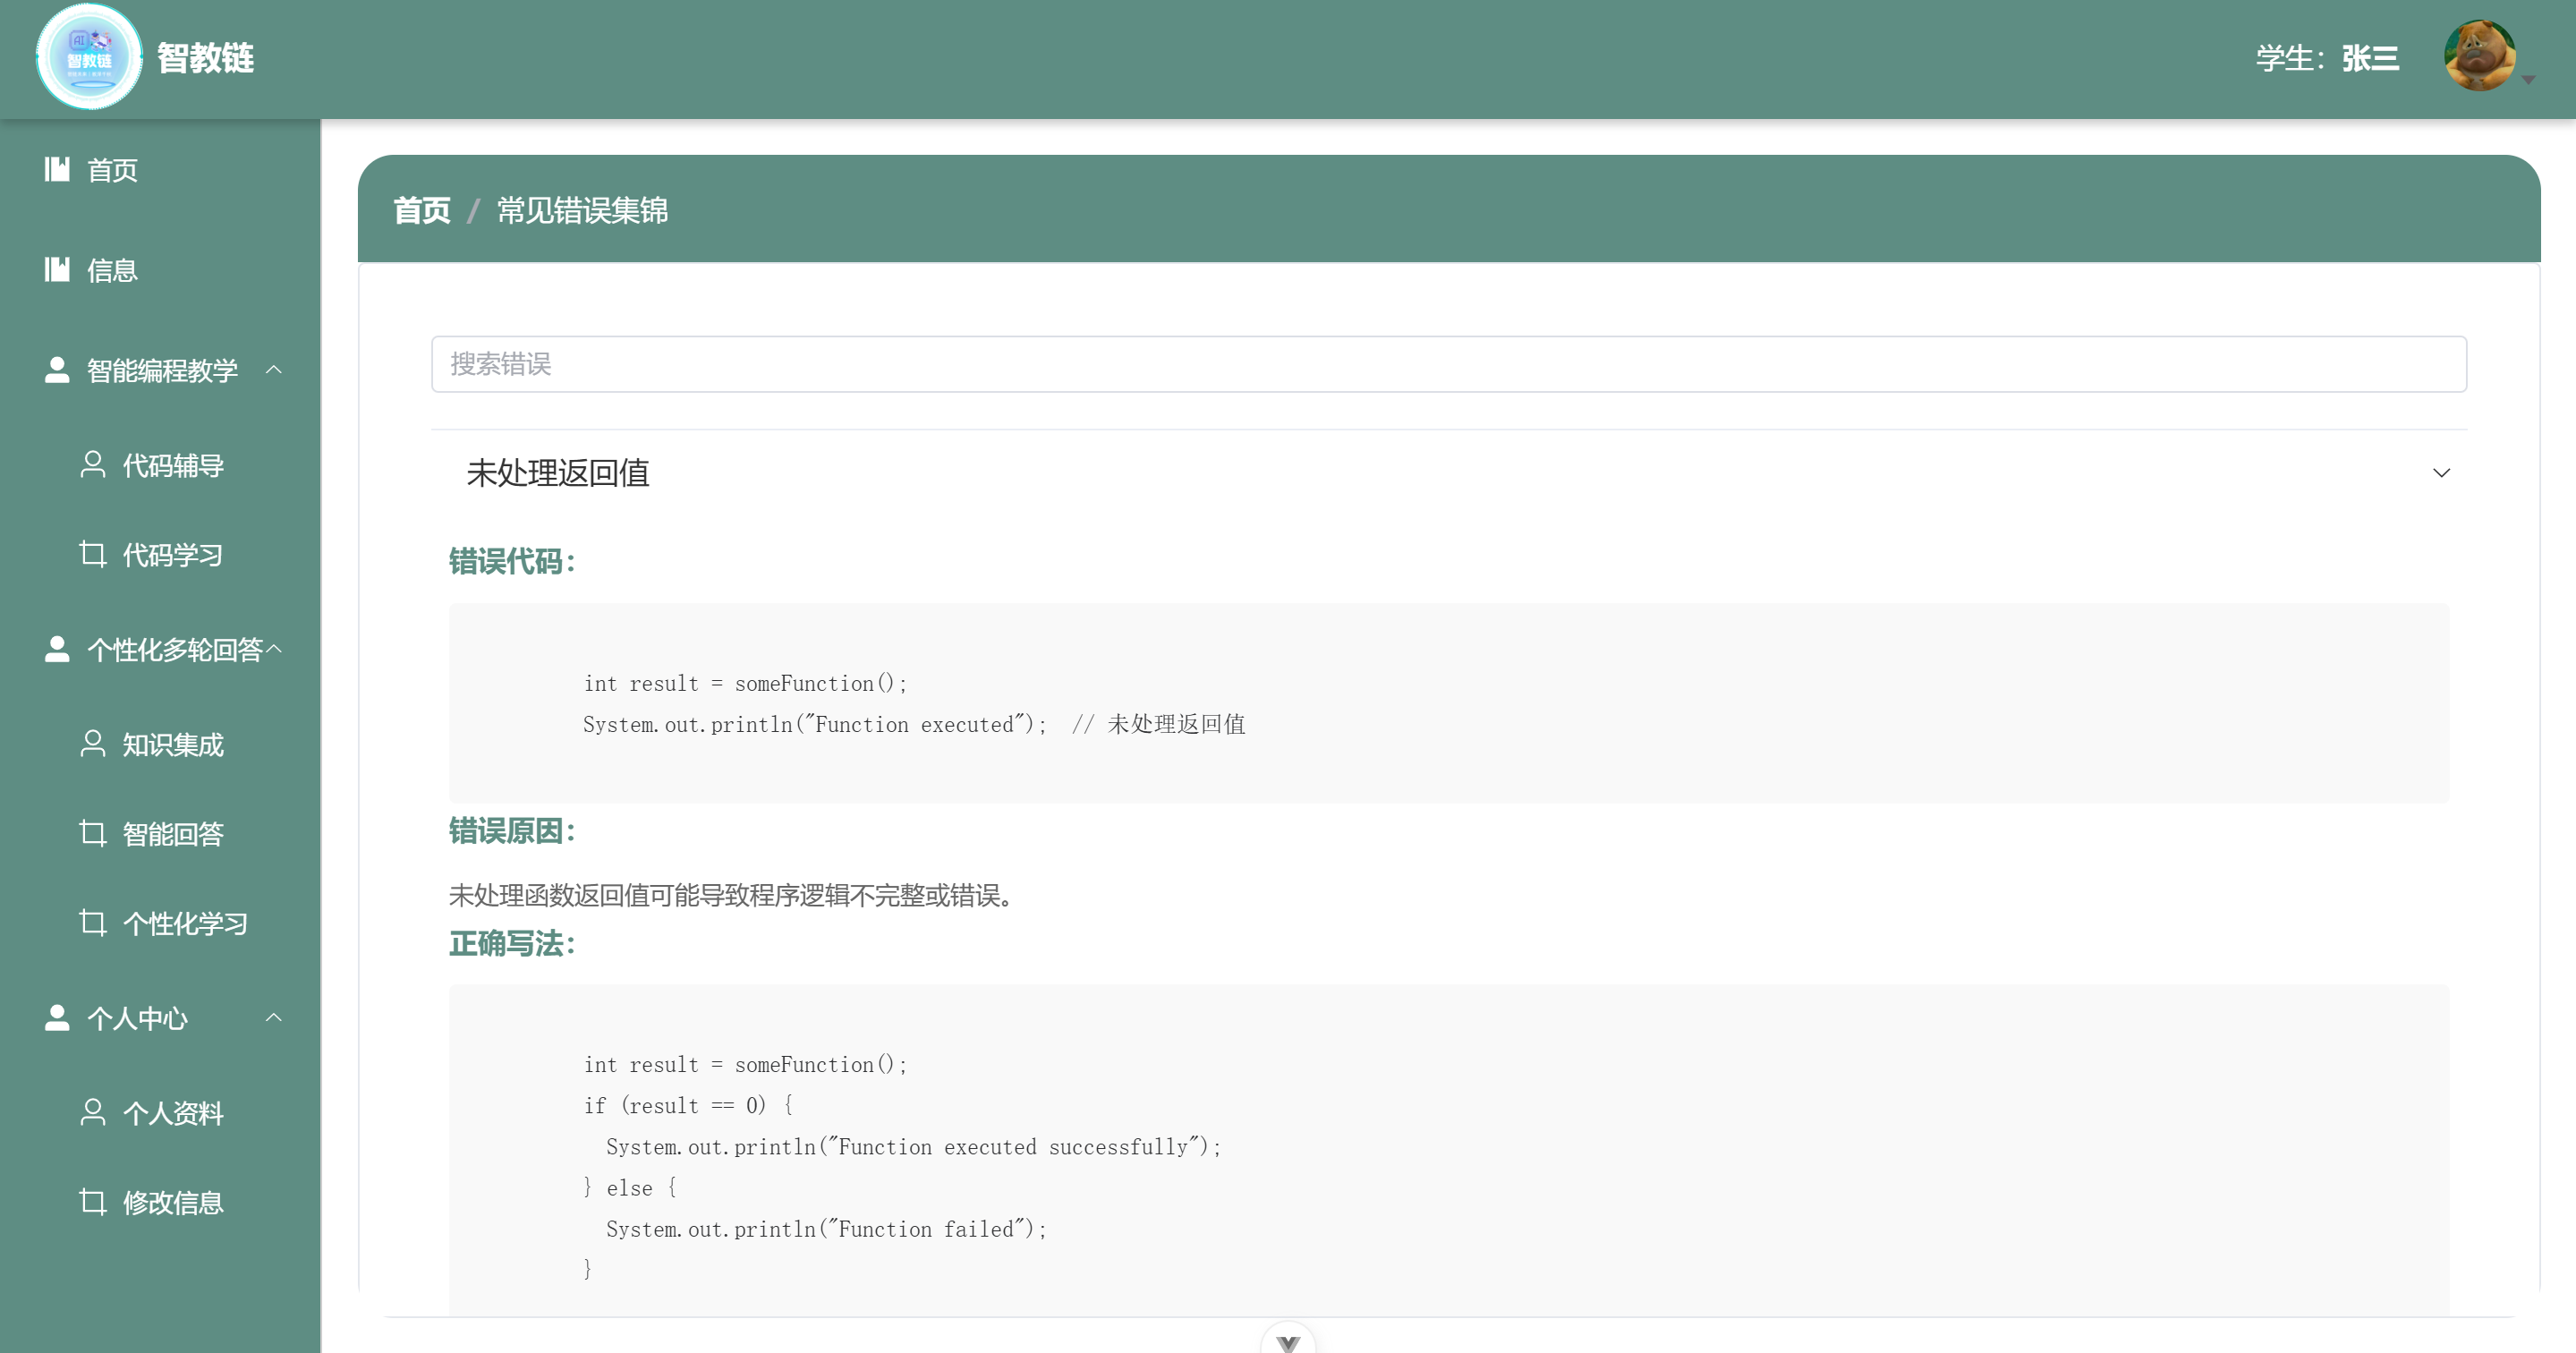 AI
智教链
智教链
学生：张三
首页
信息
智能编程教学
代码辅导
代码学习
个性化多轮回答
知识集成
智能回答
个性化学习
个人中心
个人资料
修改信息
首页 / 常见错误集锦
搜索错误
未处理返回值
错误代码：
int result = someFunction();
System.out.println("Function executed");  // 未处理返回值
错误原因：
未处理函数返回值可能导致程序逻辑不完整或错误。
正确写法：
int result = someFunction();
if (result == 0) {
  System.out.println("Function executed successfully");
} else {
  System.out.println("Function failed");
}